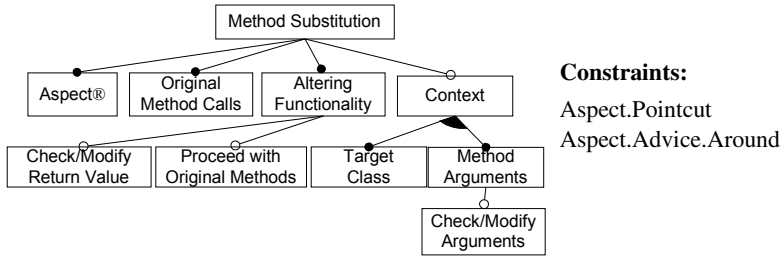 Method Substitution
Aspect®
Original
Method Calls
Altering
Functionality
Context
Constraints:
Aspect.Pointcut
Aspect.Advice.Around
Check/Modify
Return Value
Proceed with
Original Methods
Target
Class
Method
Arguments
Check/Modify
Arguments